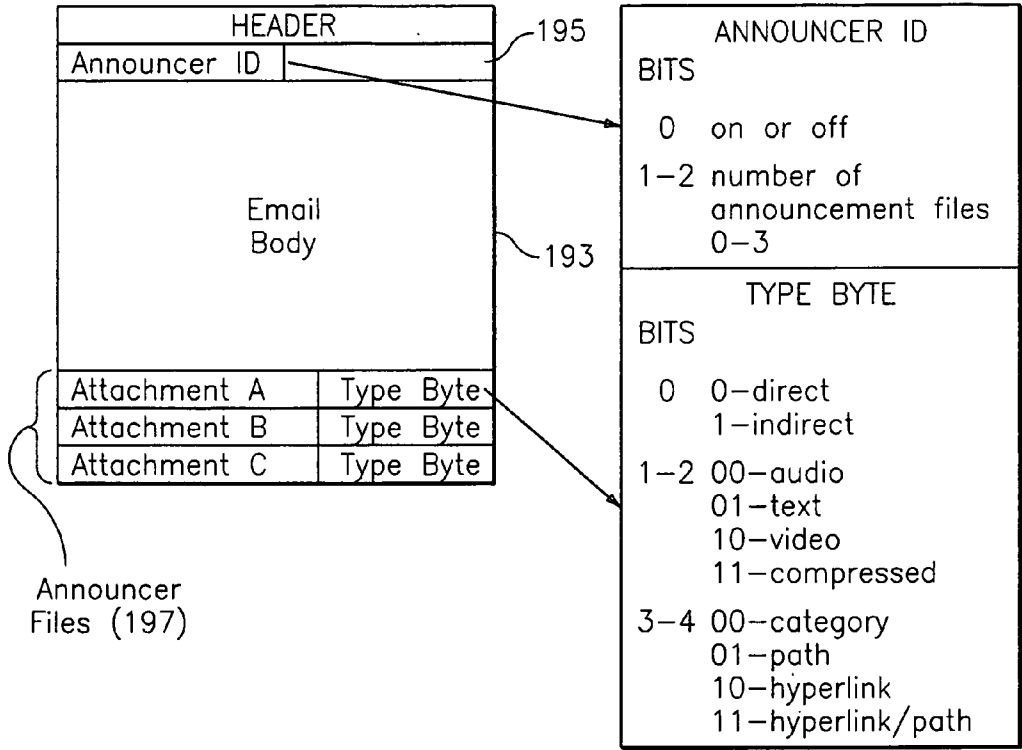 HEADER
Announcer ID
195
Email
Body
193
Attachment A Type Byte
Attachment B Type Byte
Attachment C Type Byte
Announcer
Files (197)
ANNOUNCER ID
BITS
0 on or off
1-2 number of
announcement files
0-3
TYPE BYTE
BITS
0 0-direct
1-indirect
1-2 00-audio
01-text
10-video
11-compressed
3-4 00-category
01-path
10-hyperlink
11-hyperlink/path